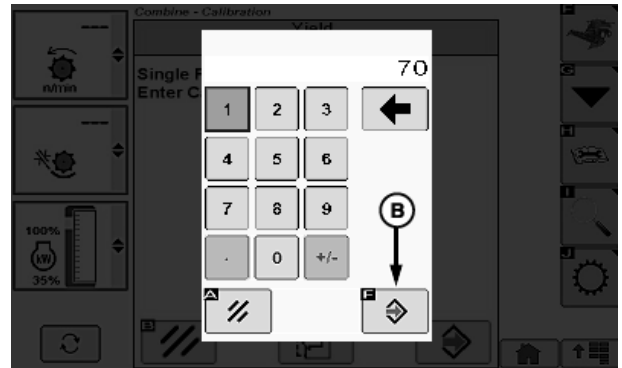 Combine - Calibration
Yield
---
n/min
Single
Enter C
70
1 2 3
4 5 6
7 8 9
. 0 +/-
---
100%
kW
35%
B
A
E
B
E
G
H
I
J